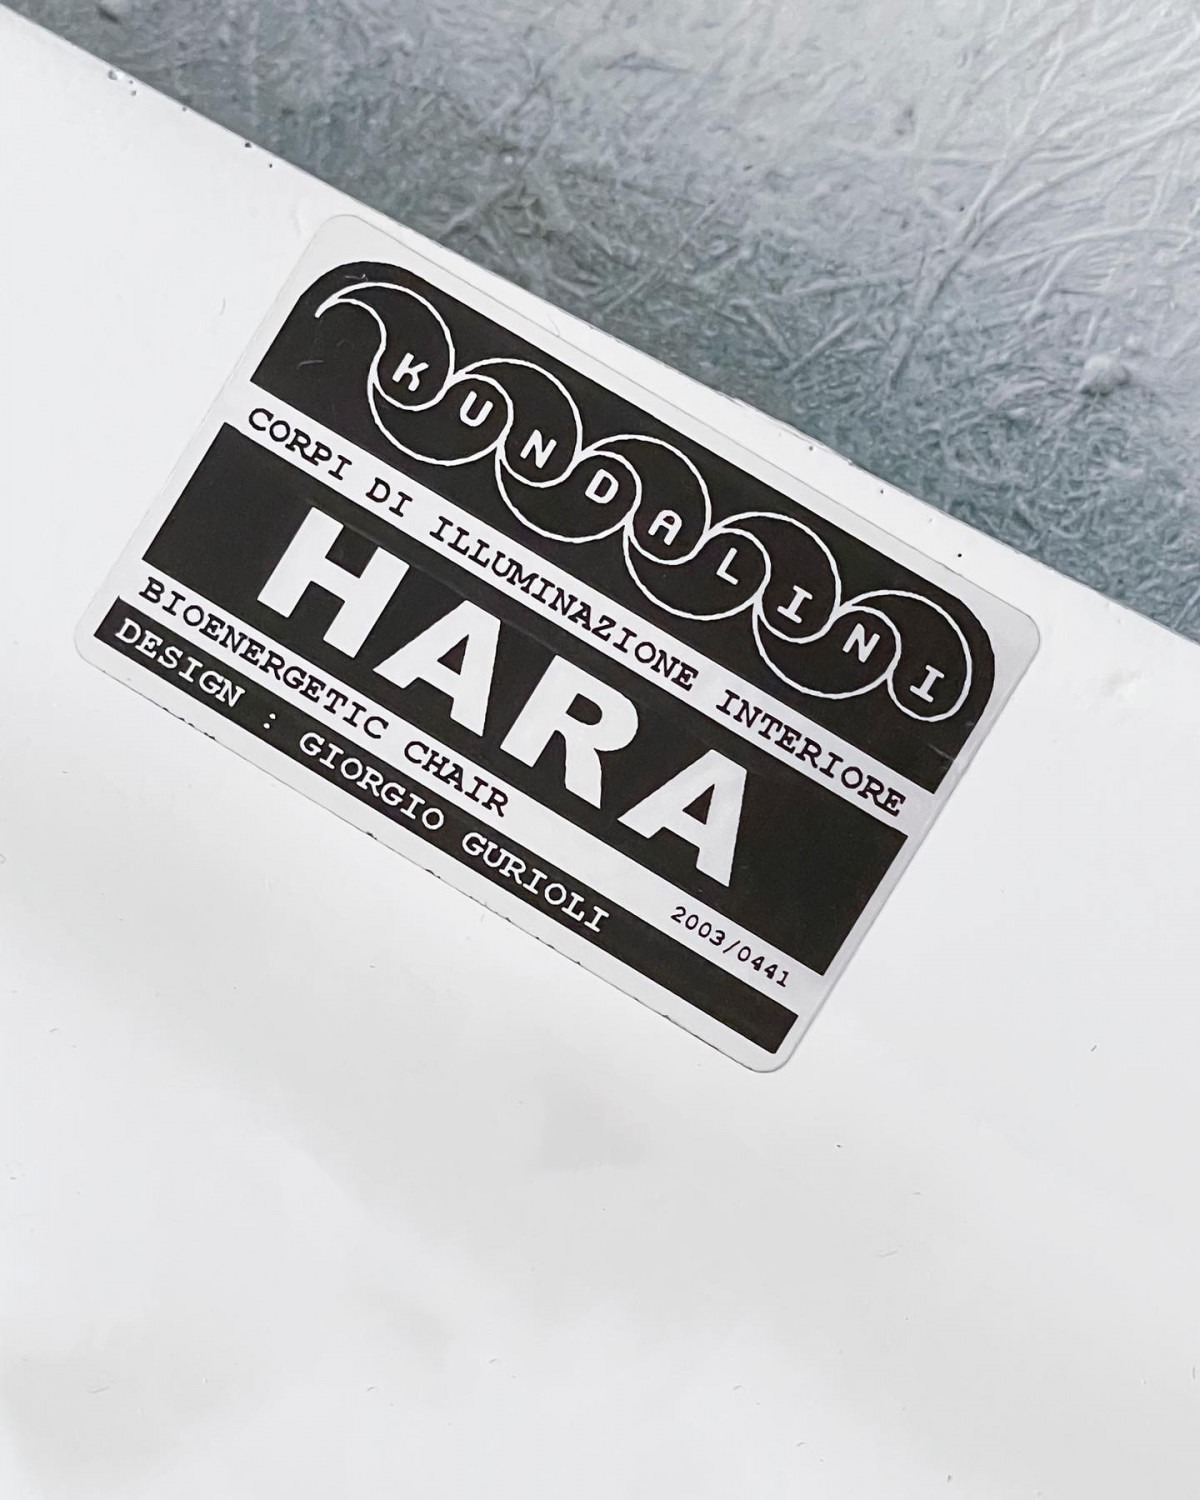 KUNDALINI
CORPI DI ILLUMINAZIONE INTERIORE
HARA
BIOENERGETIC CHAIR
2003/0441
DESIGN : GIORGIO GURIOLI